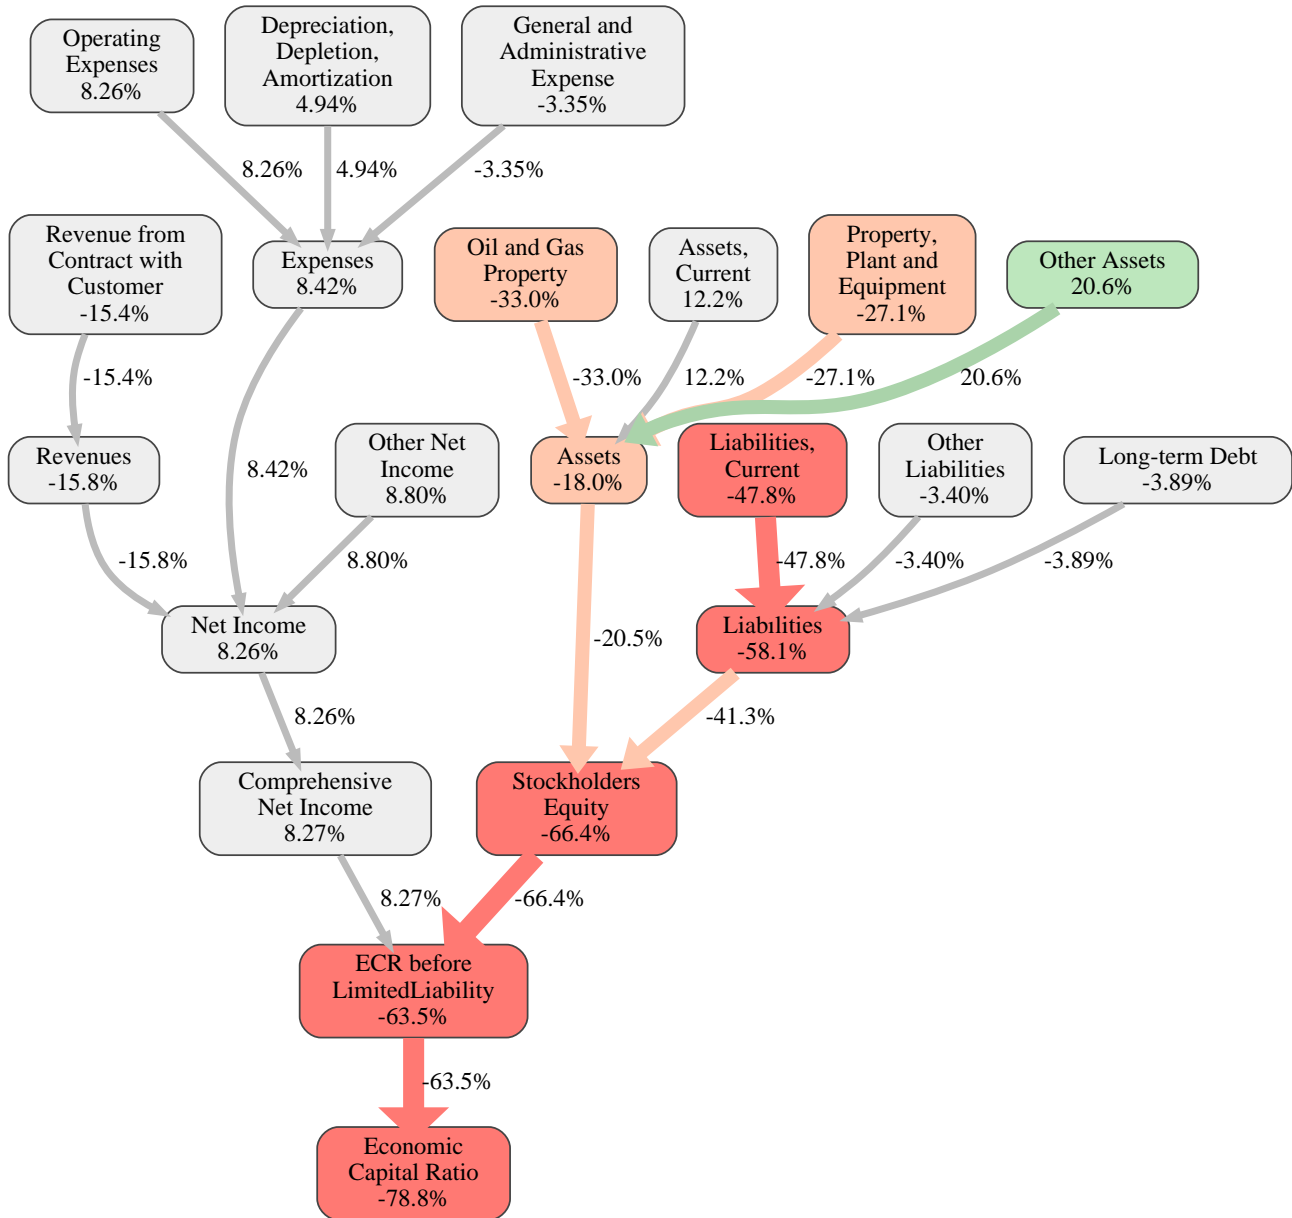 Operating
Expenses
8.26%
Depreciation,
Depletion,
Amortization
4.94%
General and
Administrative
Expense
-3.35%
8.26%
4.94%
-3.35%
Revenue from
Contract with
Customer
-15.4%
Expenses
8.42%
Oil and Gas
Property
-33.0%
Assets,
Current
12.2%
Property,
Plant and
Equipment
-27.1%
Other Assets
20.6%
-15.4%
-33.0%
12.2%
-27.1%
20.6%
Revenues
-15.8%
8.42%
Other Net
Income
8.80%
Assets
-18.0%
Liabilities,
Current
-47.8%
Other
Liabilities
-3.40%
Long-term Debt
-3.89%
-15.8%
8.80%
-47.8%
-3.40%
-3.89%
Net Income
8.26%
-20.5%
Liabilities
-58.1%
8.26%
-41.3%
Comprehensive
Net Income
8.27%
Stockholders
Equity
-66.4%
8.27%
-66.4%
ECR before
LimitedLiability
-63.5%
-63.5%
Economic
Capital Ratio
-78.8%